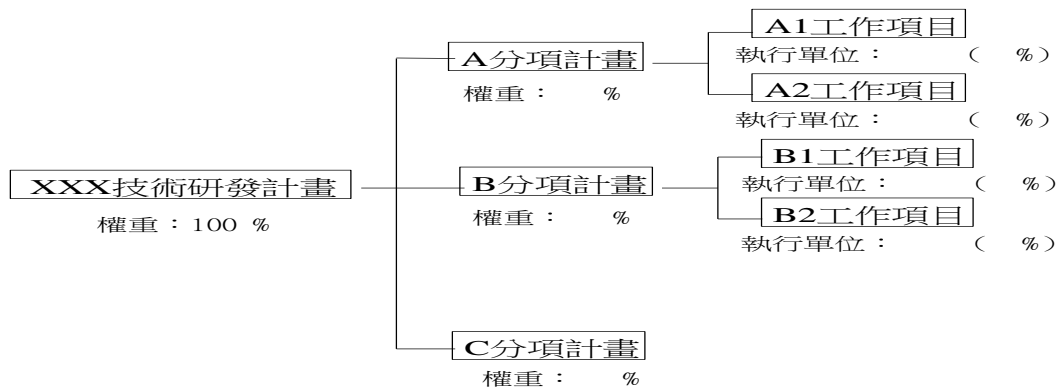 A1工作項目
執行單位：　　　（　%）
A分項計畫
權重：　　%
A2工作項目
執行單位：　　　（　%）
XXX技術研發計畫
權重：100 %
B分項計畫
權重：　　%
B1工作項目
執行單位：　　　（　%）
B2工作項目
執行單位：　　　（　%）
C分項計畫
權重：　　%